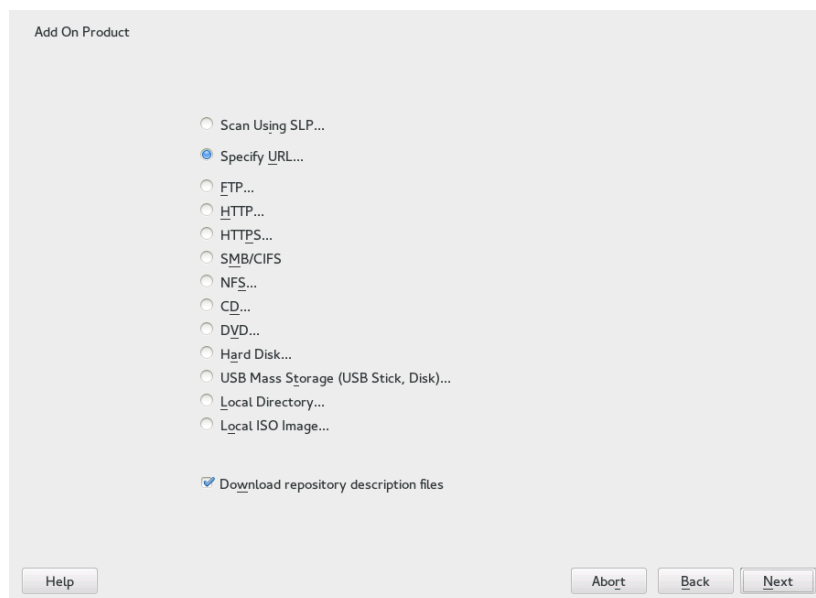 Add On Product
Scan Using SLP...
Specify URL...
FTP...
HTTP...
HTTPS...
SMB/CIFS
NFS...
CD...
DVD...
Hard Disk...
USB Mass Storage (USB Stick, Disk)...
Local Directory...
Local ISO Image...
Download repository description files
Help Abort Back Next